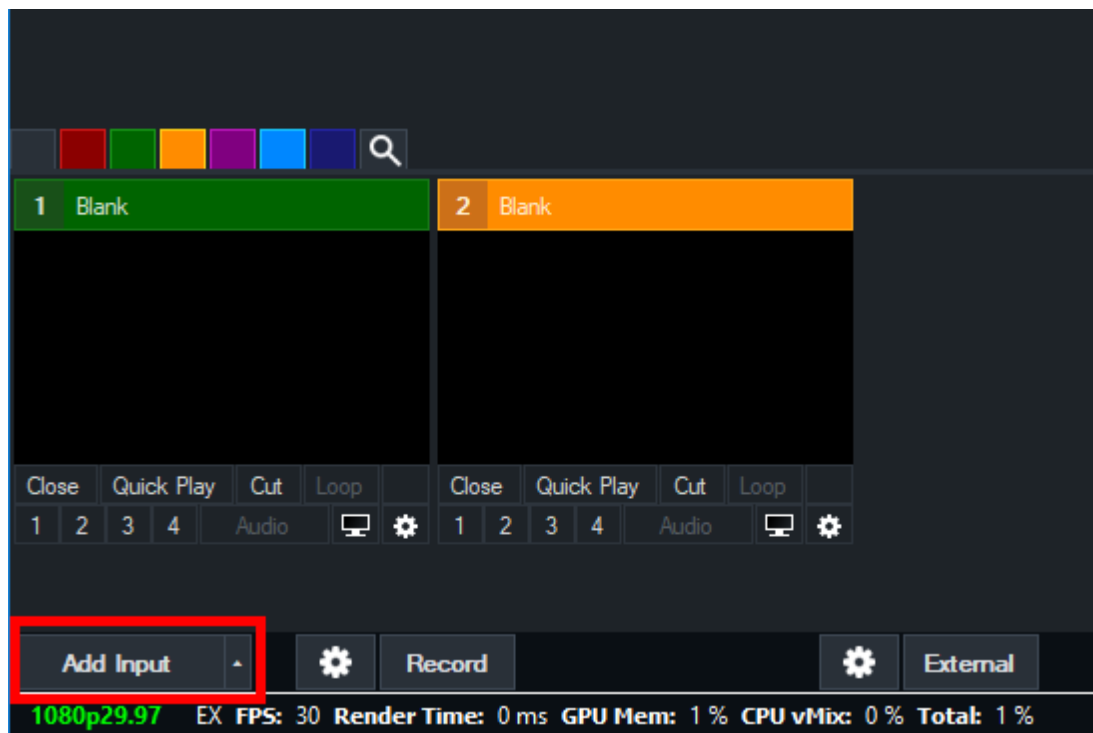 1 Blank 2 Blank
Close Quick Play Cut Loop Close Quick Play Cut Loop
1 2 3 4 Audio 1 2 3 4 Audio
Add Input Record External
1080p29.97 EX FPS: 30 Render Time: 0 ms GPU Mem: 1 % CPU vMix: 0 % Total: 1 %